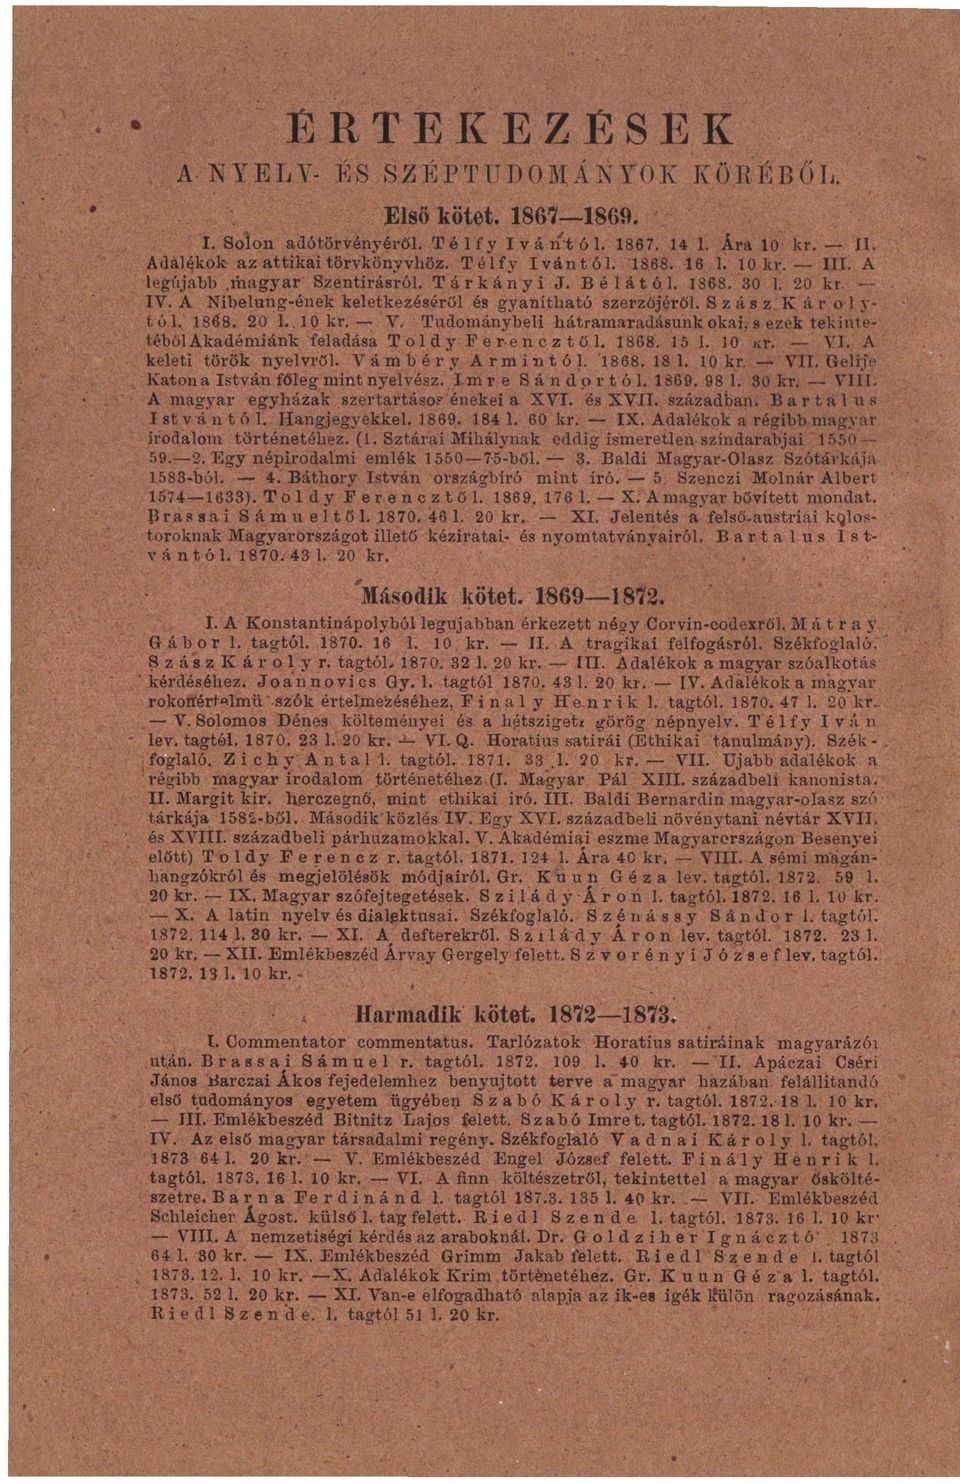 ÉRTEKEZÉSEK
A NYELV- ÉS SZÉPTUDOMÁNYOK KÖRÉBŐL.
Első kötet. 1867—1869.
I. Solon adótörvényéről. Télfy Ivántól. 1867. 14 l. Ára 10 kr. — II.
Adalékok az attikai törvkönyvhöz. Télfy Ivántól. 1868. 16 l. 10 kr. — III. A
legújabb magyar Szentirásról. Tárkányi J. Bélától. 1868. 30 l. 20 kr. —
IV. A Nibelung-ének keletkezéséről és gyanítható szerzőjéről. Szász Károly-
tól. 1868. 20 l. 10 kr. — V. Tudománybeli hátramaradásunk okai, s ezek tekinte-
téből Akadémiánk feladása Toldy Ferencztől. 1868. 15 l. 10 kr. — VI. A
keleti török nyelvről. Vámbéry Armintól. 1868. 18 l. 10 kr. — VII. Gelije
Katona István főleg mint nyelvész. Imre Sándortól. 1869. 98 l. 30 kr. — VIII.
A magyar egyházak szertartásos énekei a XVI. és XVII. században. Bartalus
Istvántól. Hangjegyekkel. 1869. 184 l. 60 kr. — IX. Adalékok a régibb magyar
irodalom történetéhez. (1. Sztárai Mihálynak eddig ismeretlen színdarabjai 1550—
59.—2. Egy népirodalmi emlék 1550—75-ből. — 3. Baldi Magyar-Olasz Szótárkája
1583-ból. — 4. Báthory István országbíró mint író. — 5. Szenczi Molnár Albert
1574—1633). Toldy Ferencztől. 1869. 176 l. — X. A magyar bővített mondat.
Brassai Sámueltől. 1870. 46 l. 20 kr. — XI. Jelentés a felső-austriai kolos-
toroknak Magyarországot illető kéziratai- és nyomtatványairól. Bartalus Ist-
vántól. 1870. 43 l. 20 kr.
Második kötet. 1869—1872.
I. A Konstantinápolyból legujabban érkezett négy Corvin-codexről. Mátray
Gábor l. tagtól. 1870. 16 l. 10 kr. — II. A tragikai felfogásról. Székfoglaló.
Szász Károly r. tagtól. 1870. 32 l. 20 kr. — III. Adalékok a magyar szóalkotás
kérdéséhez. Joannovics Gy. l. tagtól 1870. 43 l. 20 kr. — IV. Adalékok a magyar
rokonértelmü szók értelmezéséhez, Finaly Henrik l. tagtól. 1870. 47 l. 20 kr.
— V. Solomos Dénes költeményei és a hétszigeti görög népnyelv. Télfy Iván
lev. tagtól. 1870. 23 l. 20 kr. — VI. Q. Horatius satirái (Ethikai tanulmány). Szék-
foglaló. Zichy Antal l. tagtól. 1871. 33 l. 20 kr. — VII. Ujabb adalékok a
régibb magyar irodalom történetéhez (I. Magyar Pál XIII. századbeli kanonista.
II. Margit kir. herczegnő, mint ethikai iró. III. Baldi Bernardin magyar-olasz szó
tárkája 1582-ből. Második közlés IV. Egy XVI. századbeli növénytani névtár XVII.
és XVIII. századbeli párhuzamokkal. V. Akadémiai eszme Magyarországon Besenyei
előtt) Toldy Ferencz r. tagtól. 1871. 124 l. Ára 40 kr. — VIII. A sémi magán-
hangzókról és megjelölésök módjairól. Gr. Kuun Géza lev. tagtól. 1872. 59 l.
20 kr. — IX. Magyar szófejtegetések. Szilády Áron l. tagtól. 1872. 16 l. 10 kr.
— X. A latin nyelv és dialektusai. Székfoglaló. Szénássy Sándor l. tagtól.
1872. 114 l. 30 kr. — XI. A defterekről. Szilády Áron lev. tagtól. 1872. 23 l.
20 kr. — XII. Emlékbeszéd Árvay Gergely felett. Szvorényi József lev. tagtól.
1872. 13 l. 10 kr.
Harmadik kötet. 1872—1873.
I. Commentator commentatus. Tarlózatok Horatius satiráinak magyarázói
után. Brassai Sámuel r. tagtól. 1872. 109 l. 40 kr. — II. Apáczai Cséri
János Barczai Ákos fejedelemhez benyujtott terve a magyar hazában felállitandó
első tudományos egyetem ügyében Szabó Károly r. tagtól. 1872. 18 l. 10 kr.
— III. Emlékbeszéd Bitnitz Lajos felett. Szabó Imre t. tagtól. 1872. 18 l. 10 kr. —
IV. Az első magyar társadalmi regény. Székfoglaló Vadnai Károly l. tagtól.
1873 64 l. 20 kr. — V. Emlékbeszéd Engel József felett. Finály Henrik l.
tagtól. 1873. 16 l. 10 kr. — VI. A finn költészetről, tekintettel a magyar őskölté-
szetre. Barna Ferdinánd l. tagtól 187.3. 135 l. 40 kr. — VII. Emlékbeszéd
Schleicher Ágost. külső l. tag felett. Riedl Szende l. tagtól. 1873. 16 l. 10 kr
— VIII. A nemzetiségi kérdés az araboknál. Dr. Goldziher Ignácztó 1873
64 l. 30 kr. — IX. Emlékbeszéd Grimm Jakab felett. Riedl Szende l. tagtól.
1873. 12. l. 10 kr. —X. Adalékok Krim történetéhez. Gr. Kuun Géza l. tagtól.
1873. 52 l. 20 kr. — XI. Van-e elfogadható alapja az ik-es igék külön ragozásának.
Riedl Szende. l. tagtól 51 l. 20 kr.